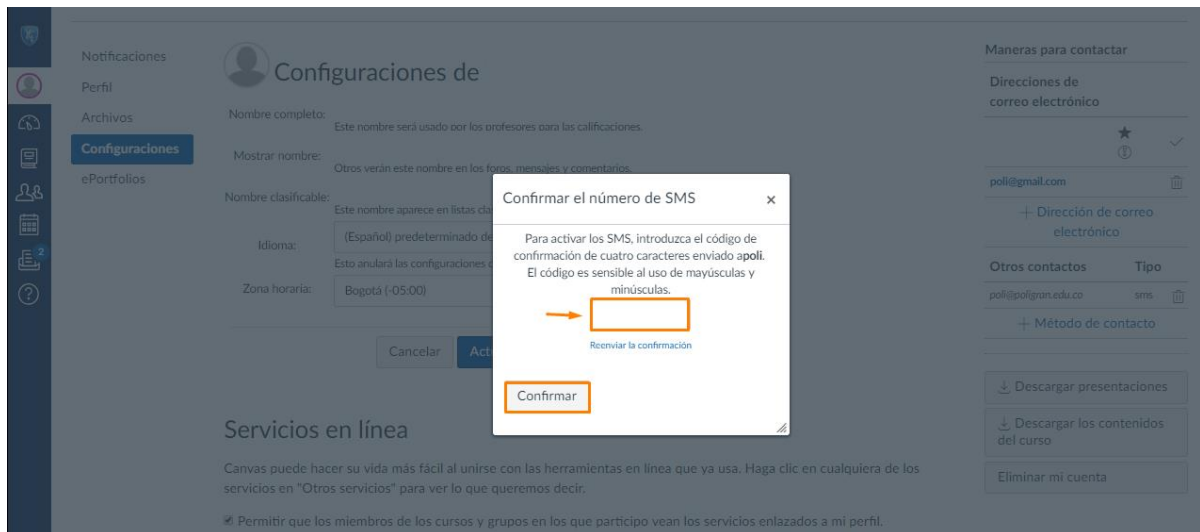 Notificaciones
Perfil
Archivos
Configuraciones
ePortfolios
2
Configuraciones de
Nombre completo:
Este nombre será usado por los profesores para las calificaciones.
Mostrar nombre:
Otros verán este nombre en los foros, mensajes y comentarios.
Nombre clasificable:
Este nombre aparece en listas
Idioma:
(Español) predeterminado de
Esto anulará las configuraciones
Zona horaria:
Bogotá (-05:00)
Cancelar
Confirmar el número de SMS
×
Para activar los SMS, introduzca el código de
confirmación de cuatro caracteres enviado apoli.
El código es sensible al uso de mayúsculas y
minúsculas.
Reenviar la confirmación
Confirmar
Servicios en línea
Canvas puede hacer su vida más fácil al unirse con las herramientas en línea que ya usa. Haga clic en cualquiera de los
servicios en "Otros servicios" para ver lo que queremos decir.
Permitir que los miembros de los cursos y grupos en los que participo vean los servicios enlazados a mi perfil.
Maneras para contactar
Direcciones de
correo electrónico
poli@gmail.com
+ Dirección de correo
electrónico
Otros contactos Tipo
poli@poligran.edu.co sms
+ Método de contacto
Descargar presentaciones
Descargar los contenidos
del curso
Eliminar mi cuenta